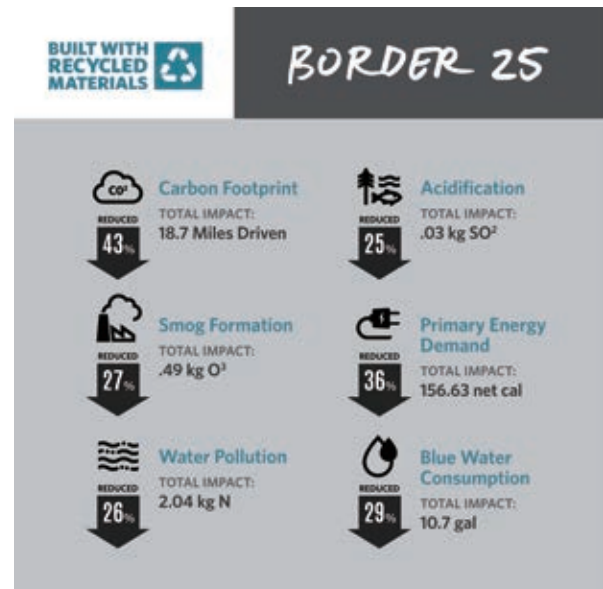 BUILT WITH
RECYCLED
MATERIALS
BORDER 25
CO²
Carbon Footprint
REDUCED
TOTAL IMPACT:
43%
18.7 Miles Driven
Acidification
REDUCED
TOTAL IMPACT:
25%
.03 kg SO²
Smog Formation
REDUCED
TOTAL IMPACT:
27%
.49 kg O³
Primary Energy
Demand
REDUCED
TOTAL IMPACT:
36%
156.63 net cal
Water Pollution
REDUCED
TOTAL IMPACT:
26%
2.04 kg N
Blue Water
Consumption
REDUCED
TOTAL IMPACT:
29%
10.7 gal